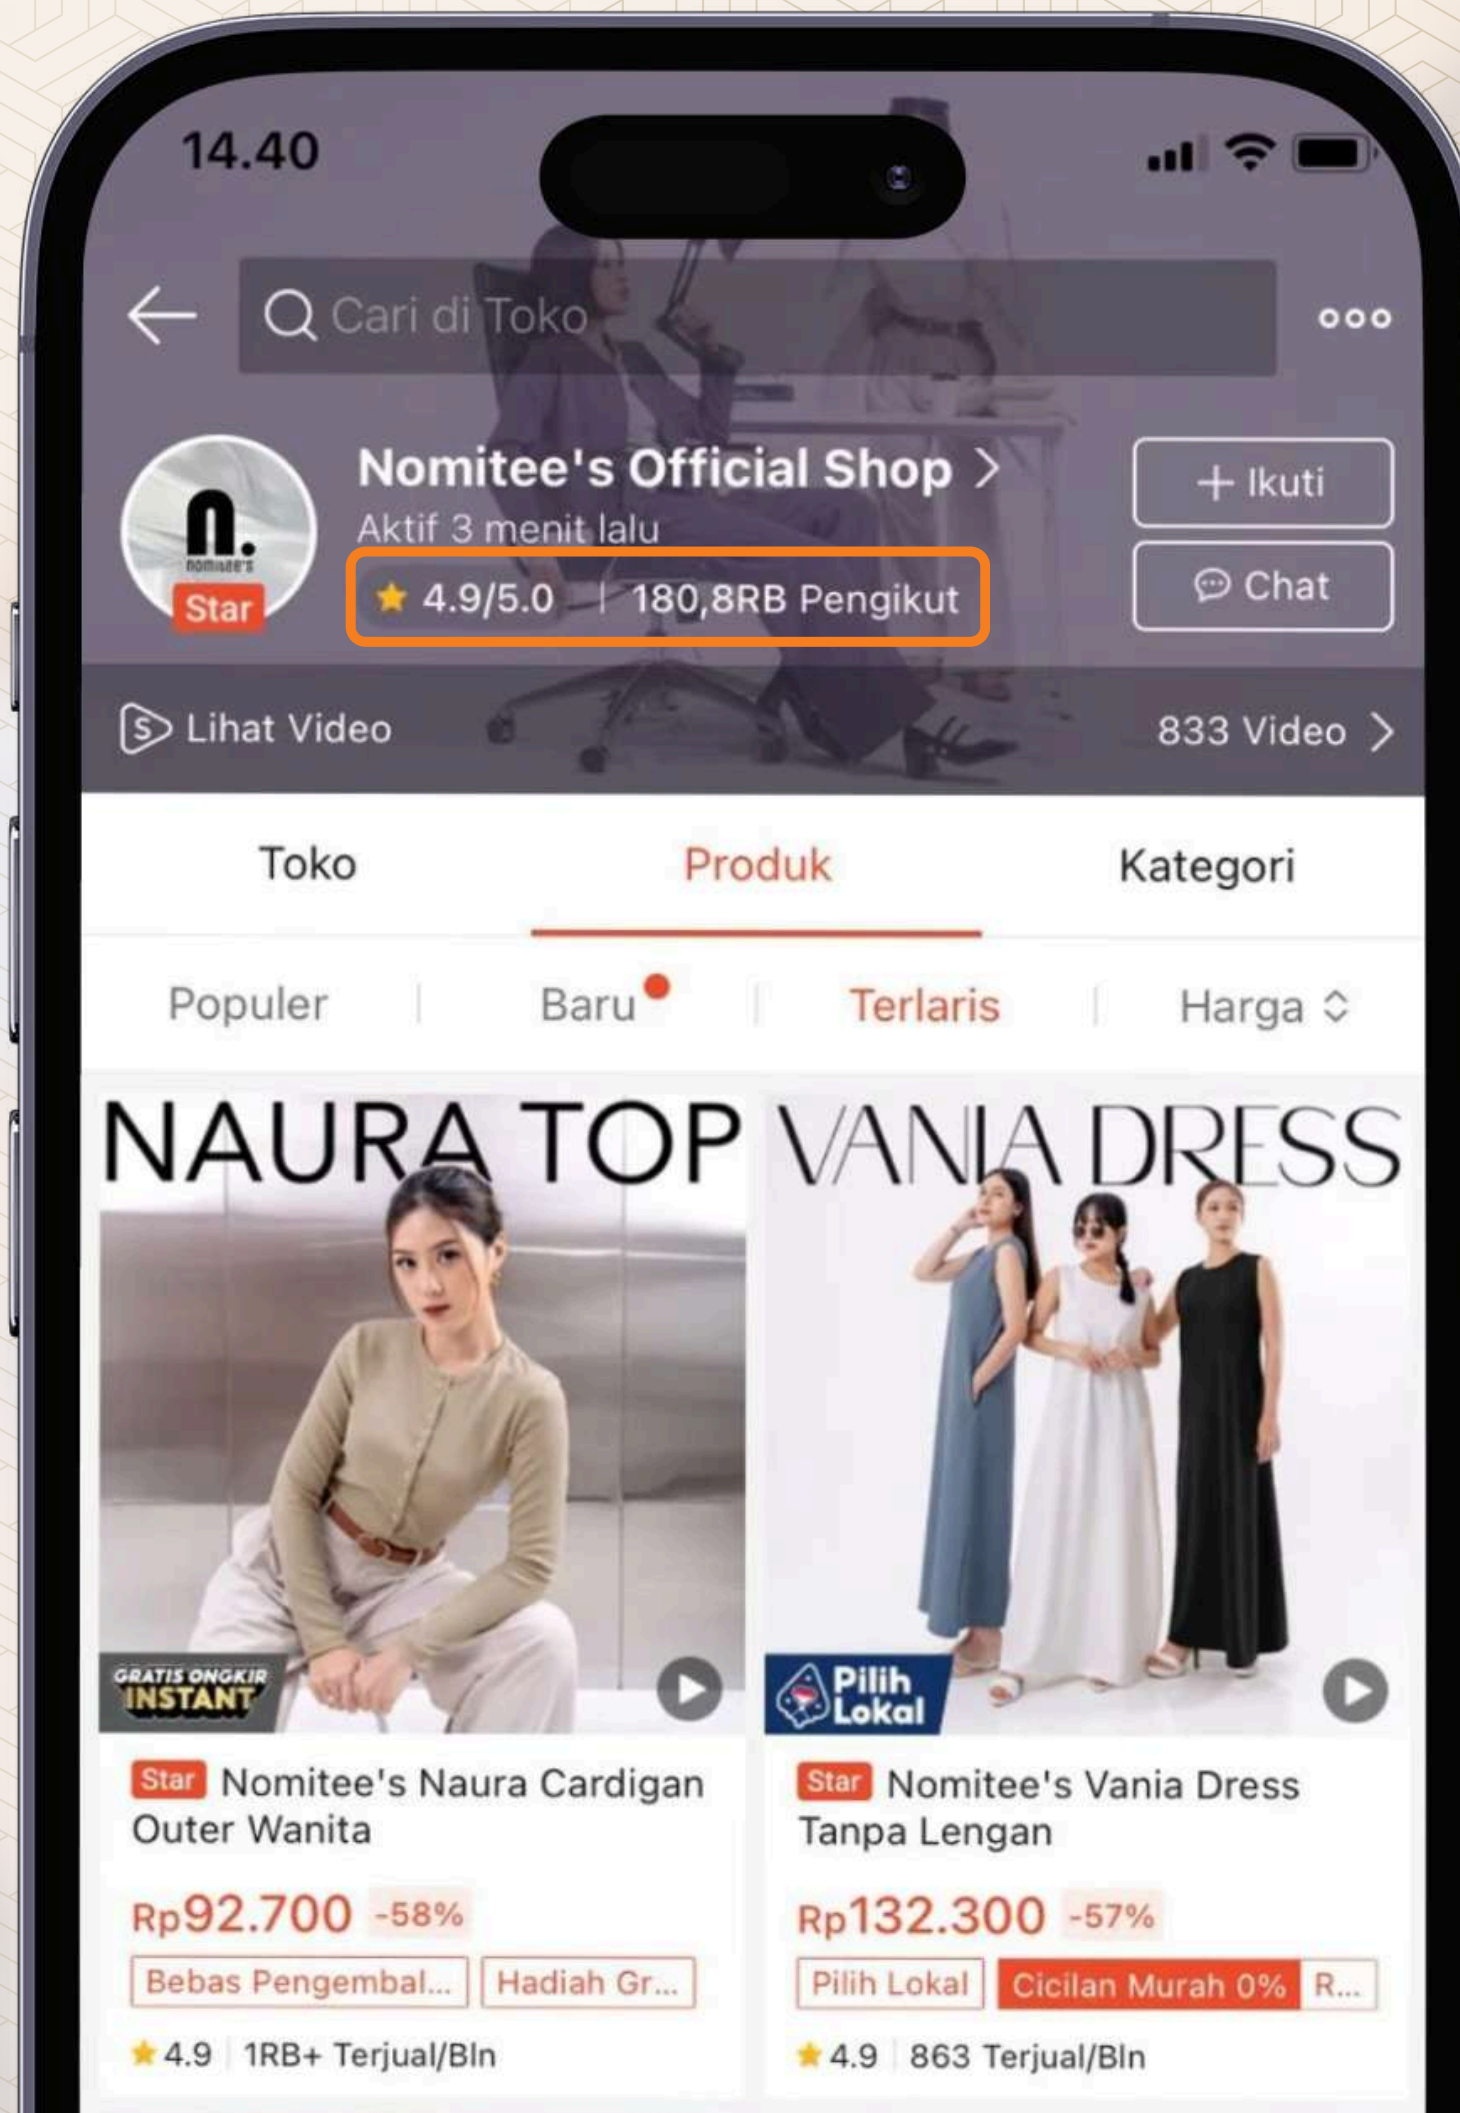 14.40
Cari di Toko
Nomitee's Official Shop
+ Ikuti
Aktif 3 menit lalu
n.
nomitee's
Star
4.9/5.0 | 180,8RB Pengikut
Chat
Lihat Video
833 Video
Toko
Produk
Kategori
Populer
Baru
Terlaris
Harga
NAURA TOP
GRATIS ONGKIR
INSTANT
Star Nomitee's Naura Cardigan
Outer Wanita
Rp92.700 -58%
Bebas Pengembal... Hadiah Gr...
4.9 1RB+ Terjual/Bln
VANIA DRESS
Pilih
Lokal
Star Nomitee's Vania Dress
Tanpa Lengan
Rp132.300 -57%
Pilih Lokal Cicilan Murah 0% R...
4.9 863 Terjual/Bln